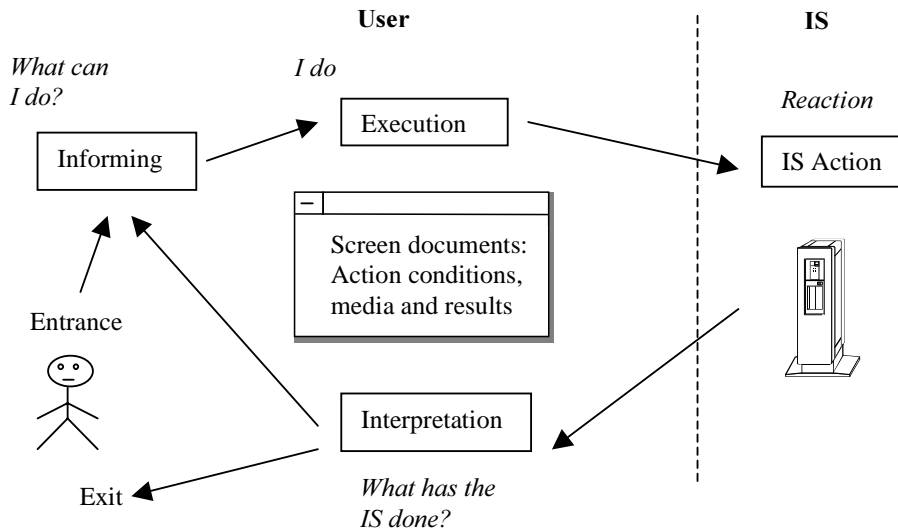 User
IS
What can
I do?
I do
Reaction
Informing
Execution
IS Action
Screen documents:
Action conditions,
media and results
Entrance
Interpretation
Exit
What has the
IS done?